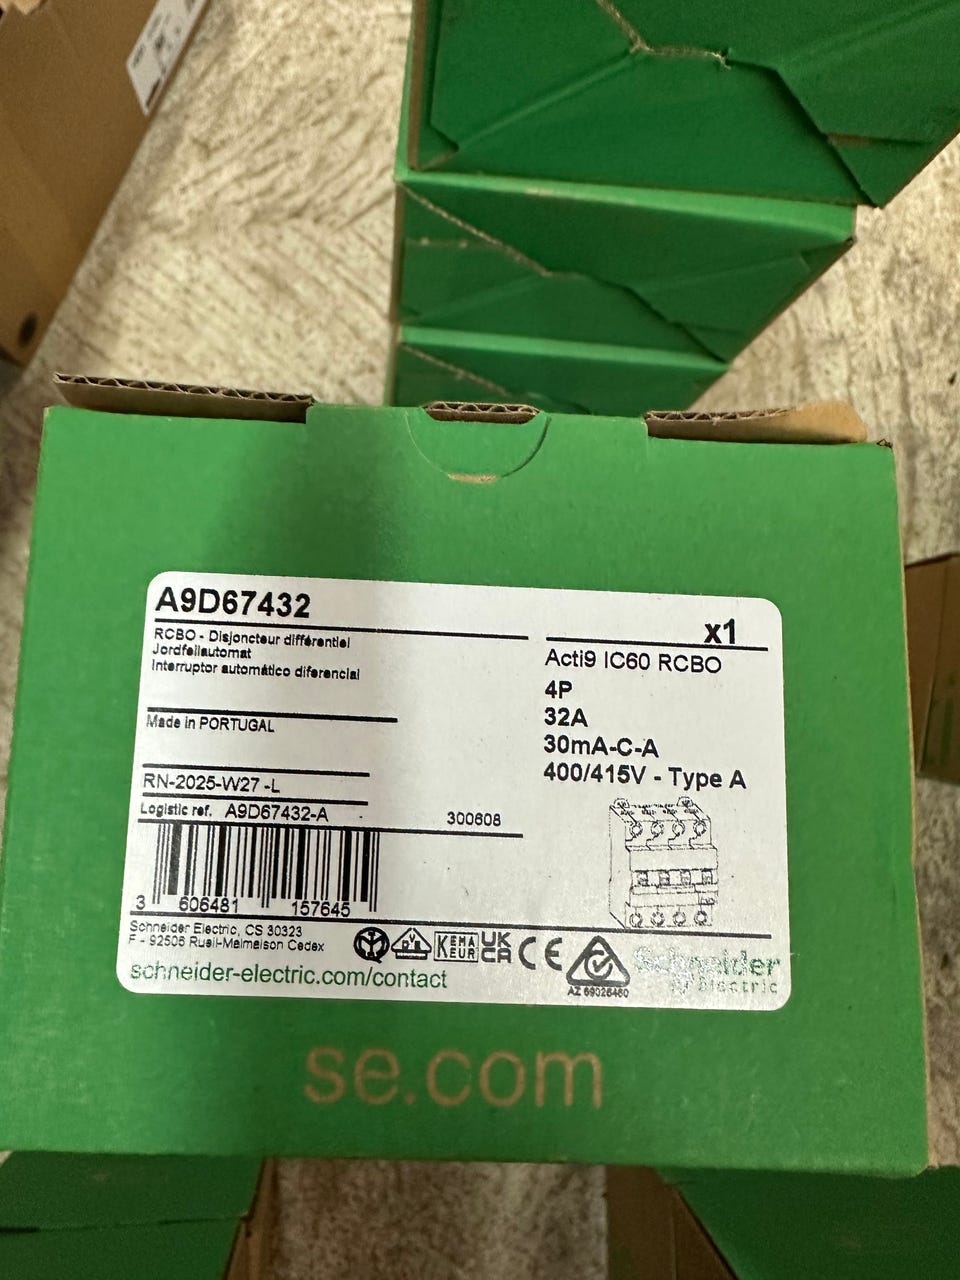 A9D67432
RCBO - Disjoncteur différentiel
Jordfeilautomat
Interruptor automático diferencial
Made in PORTUGAL
RN-2025-W27 -L
Logistic ref. A9D67432-A
300608
x1
Acti9 IC60 RCBO
4P
32A
30mA-C-A
400/415V - Type A
3 606481 157645
Schneider Electric, CS 30323
F - 92506 Rueil-Malmaison Cedex
schneider-electric.com/contact
KEMA
KEUR
UK
CA
CE
Schneider
Electric
se.com